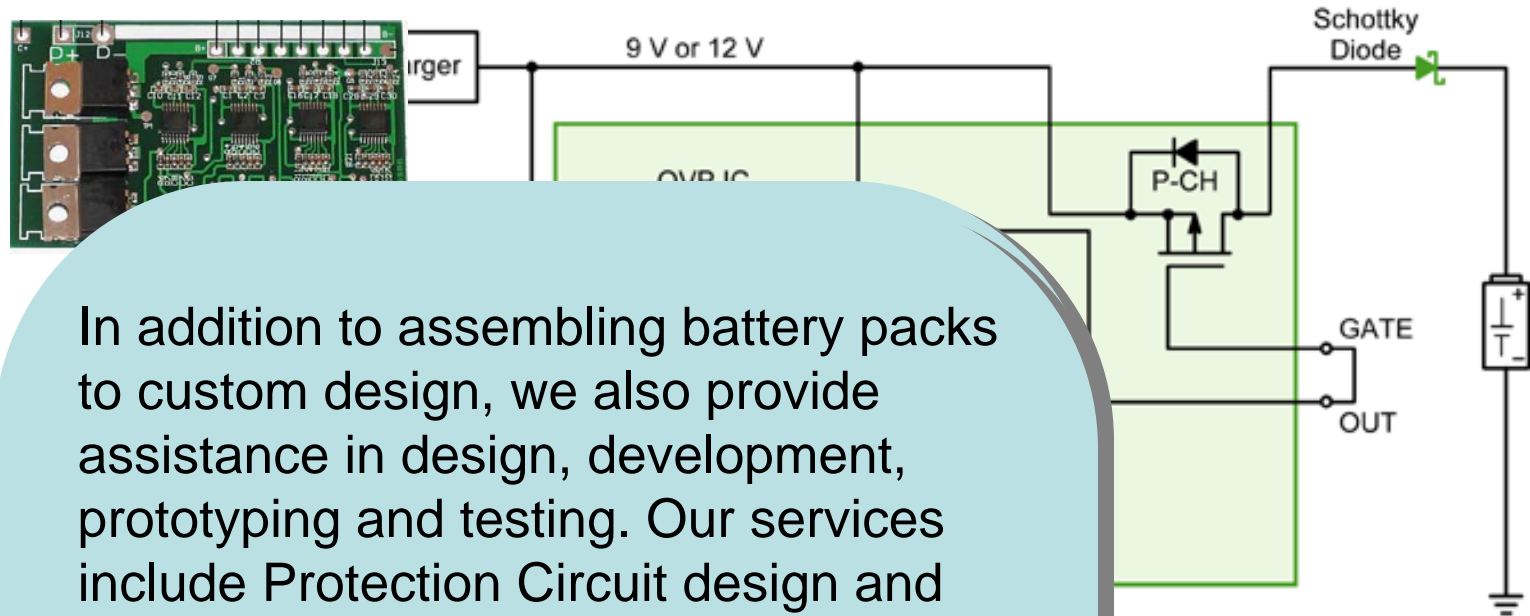 Schottky
Diode
9 V or 12 V
P-CH
GATE
OUT
J12
C+
P+
P-
B+
B-
In addition to assembling battery packs
to custom design, we also provide
assistance in design, development,
prototyping and testing. Our services
include Protection Circuit design and